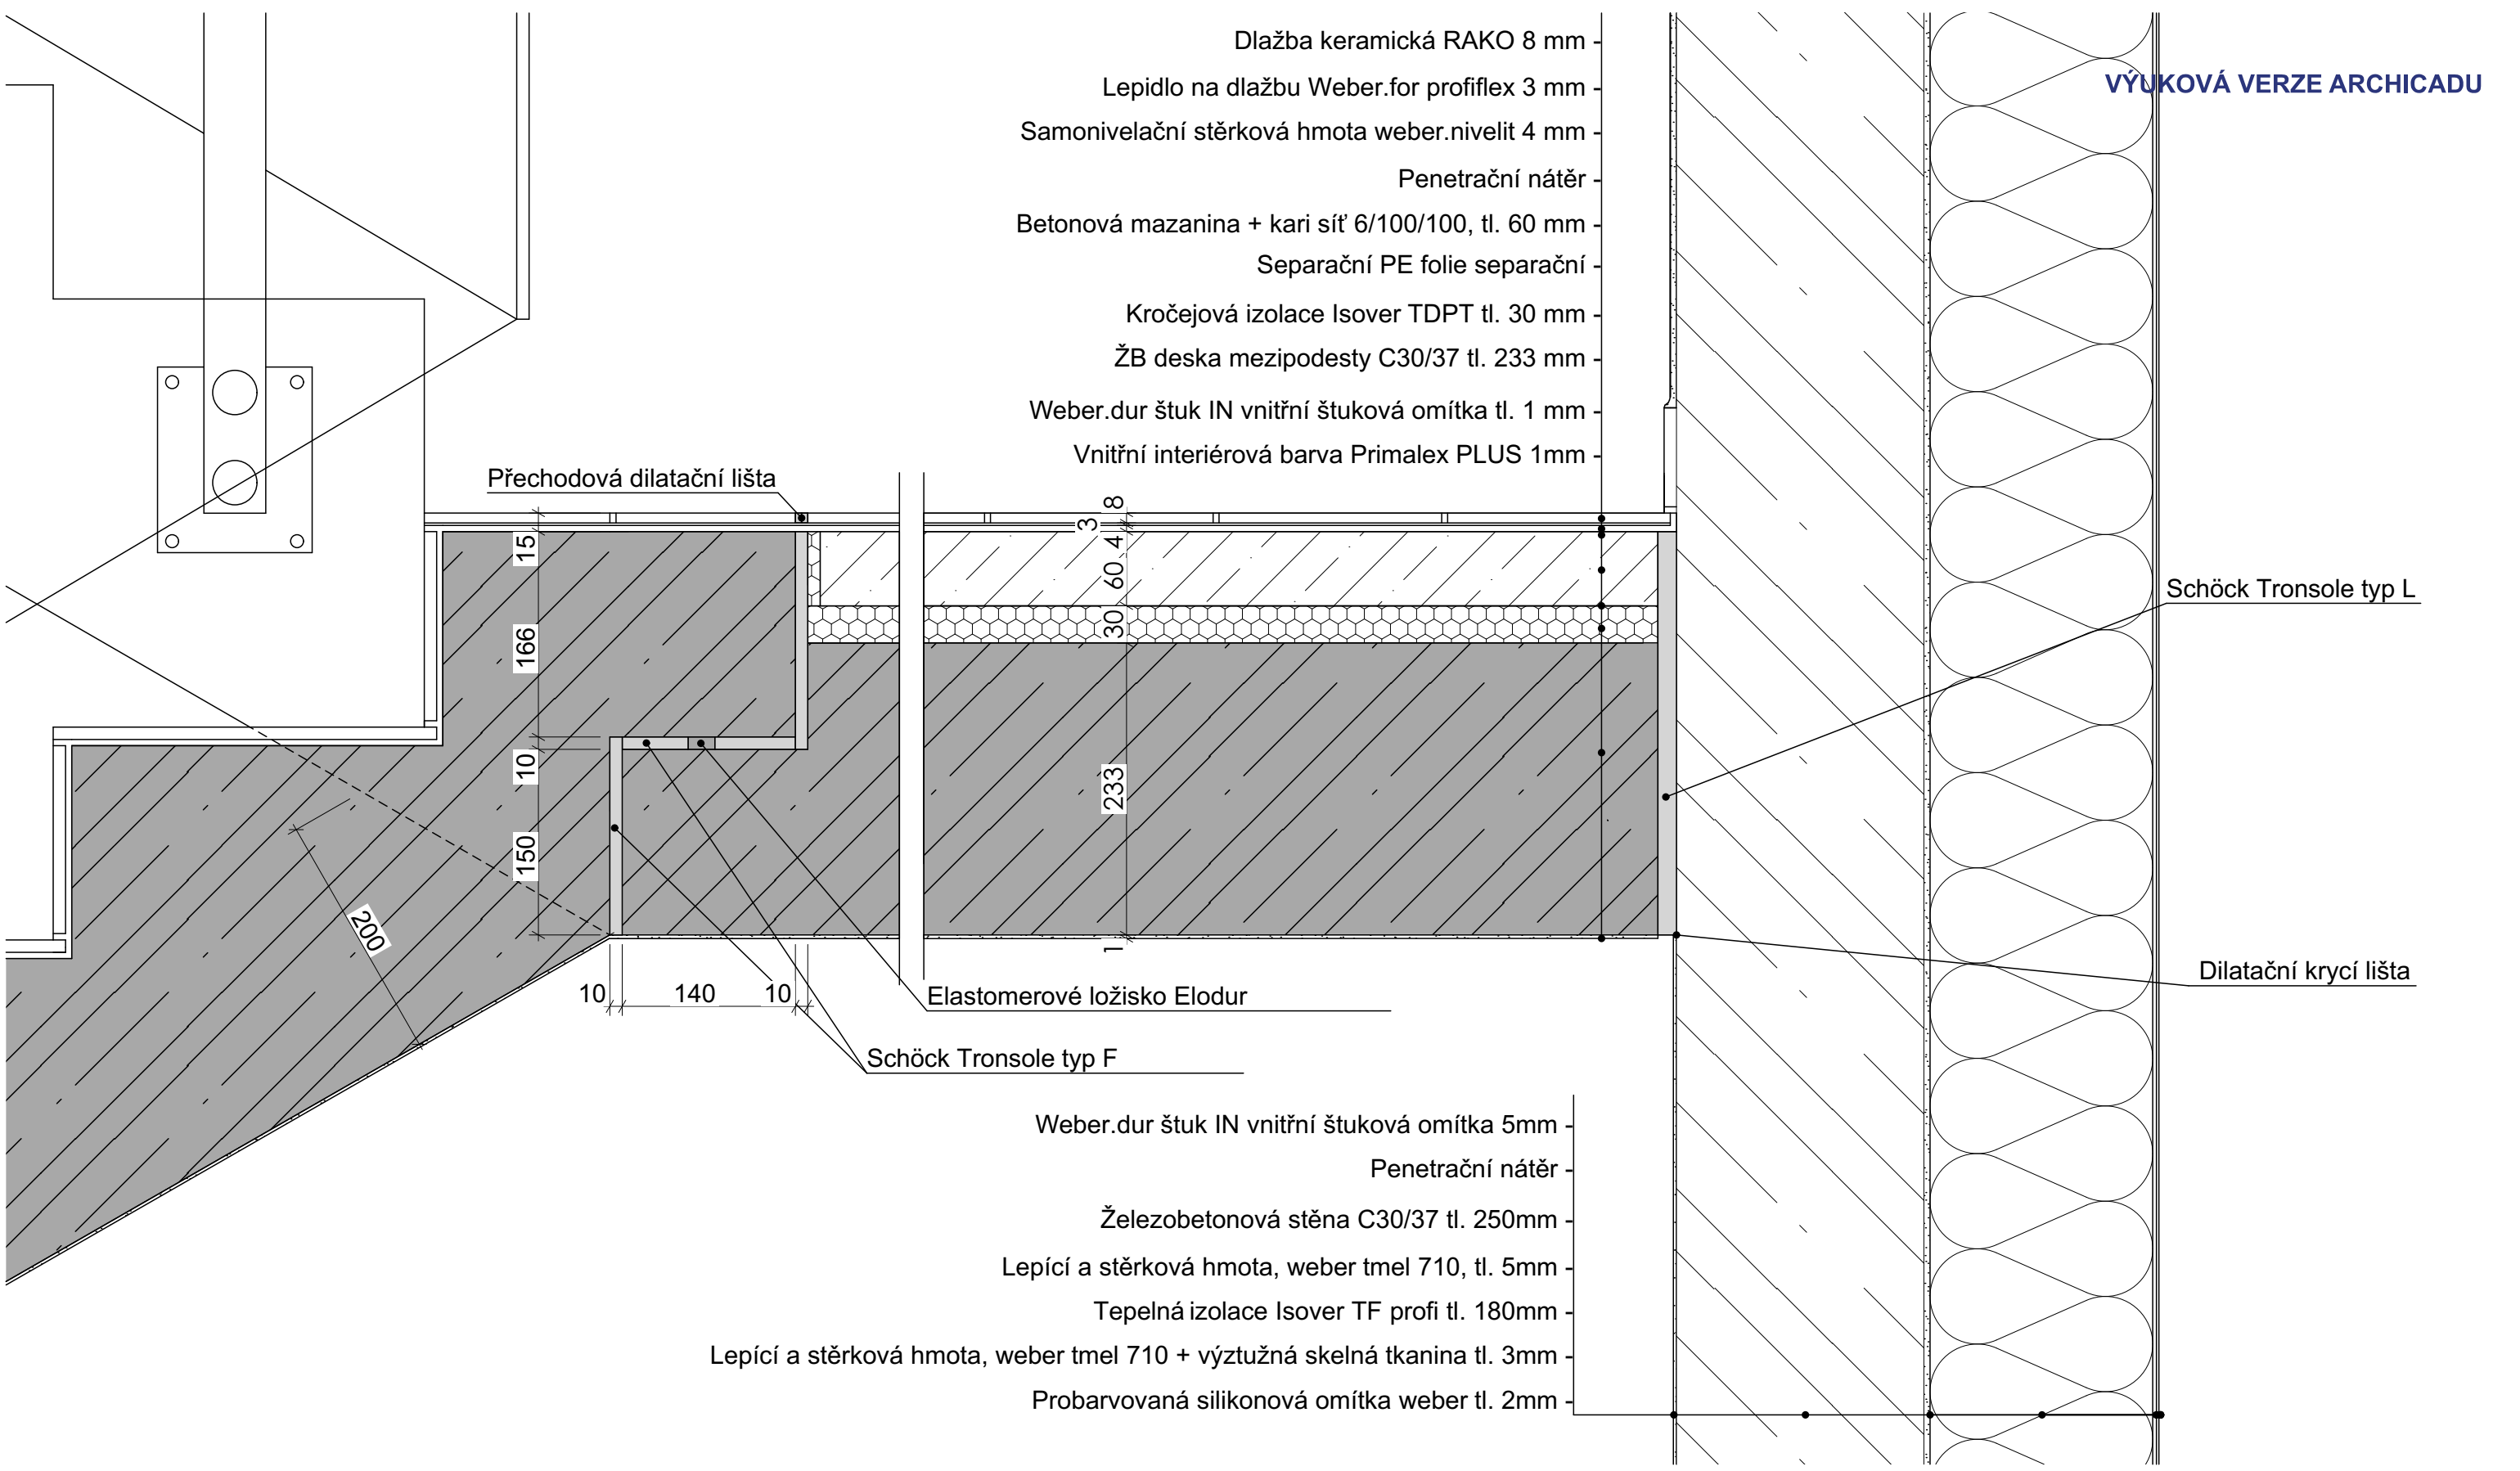 Dlažba keramická RAKO 8 mm
VÝUKOVÁ VERZE ARCHICADU
Lepidlo na dlažbu Weber.for profiflex 3 mm
Samonivelační stěrková hmota weber.nivelit 4 mm
Penetrační nátěr
Betonová mazanina + kari síť 6/100/100, tl. 60 mm
Separační PE folie separační
Kročejová izolace Isover TDPT tl. 30 mm
ŽB deska mezipodesty C30/37 tl. 233 mm
Weber.dur štuk IN vnitřní štuková omítka tl. 1 mm
Vnitřní interiérová barva Primalex PLUS 1mm
Přechodová dilatační lišta
15
166
10
150
200
8
3
4
60
30
233
1
10
140
10
Schöck Tronsole typ L
Dilatační krycí lišta
Elastomerové ložisko Elodur
Schöck Tronsole typ F
Weber.dur štuk IN vnitřní štuková omítka 5mm
Penetrační nátěr
Železobetonová stěna C30/37 tl. 250mm
Lepící a stěrková hmota, weber tmel 710, tl. 5mm
Tepelná izolace Isover TF profi tl. 180mm
Lepící a stěrková hmota, weber tmel 710 + výztužná skelná tkanina tl. 3mm
Probarvovaná silikonová omítka weber tl. 2mm